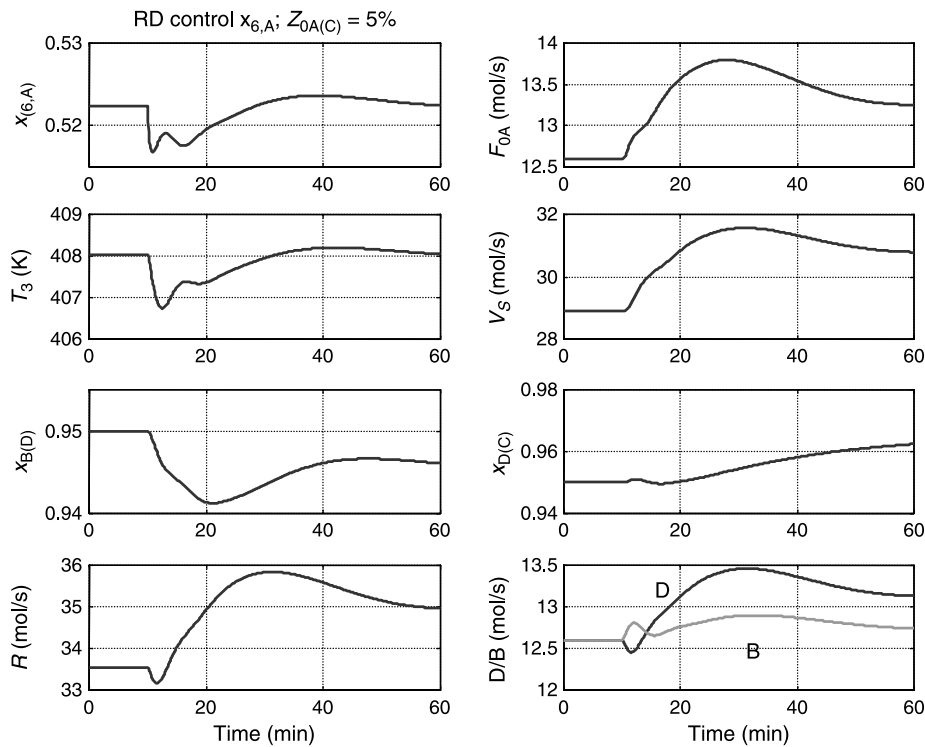 RD control x6,A; Z0A(C) = 5%
x(6,A)
0.53
0.52
0 20 40 60
F0A (mol/s)
14
13.5
13
12.5
0 20 40 60
T3 (K)
409
408
407
406
0 20 40 60
VS (mol/s)
32
30
28
0 20 40 60
xB(D)
0.95
0.94
0 20 40 60
xD(C)
0.98
0.96
0.94
0 20 40 60
R (mol/s)
36
35
34
33
0 20 40 60
Time (min)
D/B (mol/s)
13.5
13
12.5
12
D
B
0 20 40 60
Time (min)